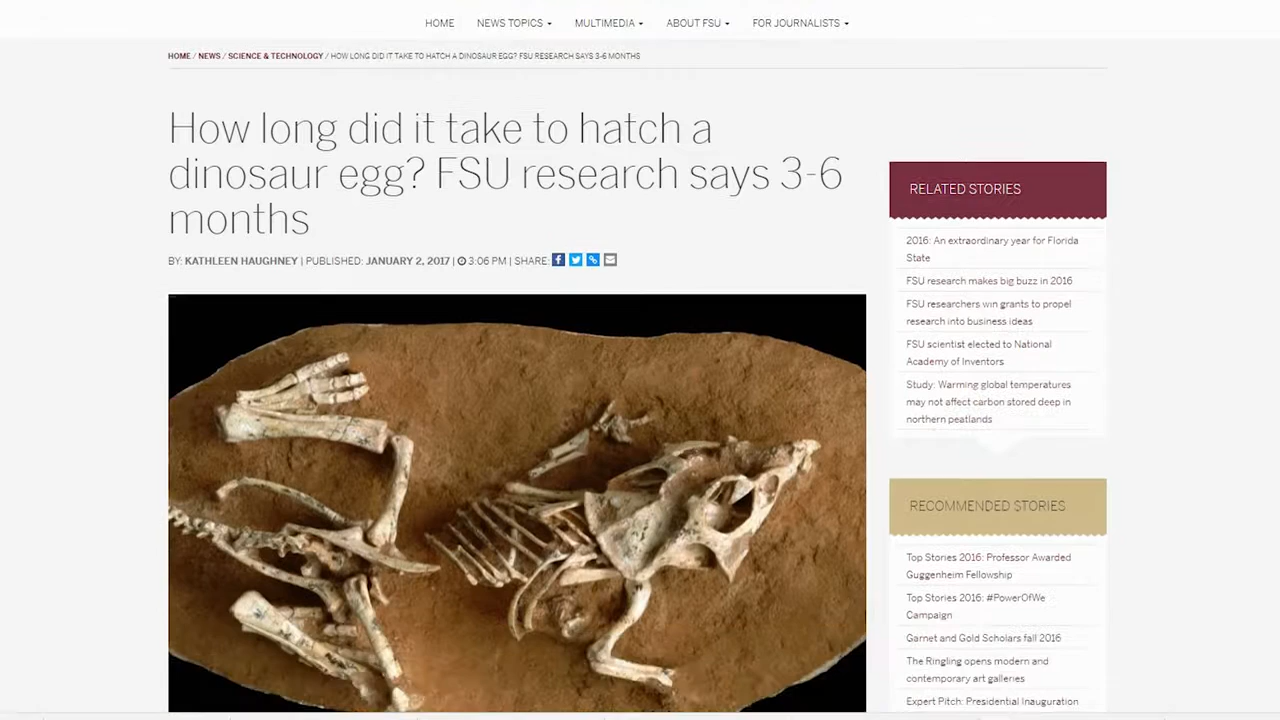 HOME NEWS TOPICS MULTIMEDIA ABOUT FSU FOR JOURNALISTS
HOME / NEWS / SCIENCE & TECHNOLOGY / HOW LONG DID IT TAKE TO HATCH A DINOSAUR EGG? FSU RESEARCH SAYS 3-6 MONTHS
How long did it take to hatch a
dinosaur egg? FSU research says 3-6
months
BY: KATHLEEN HAUGHNEY | PUBLISHED: JANUARY 2, 2017 | 3:06 PM | SHARE:
RELATED STORIES
2016: An extraordinary year for Florida
State
FSU research makes big buzz in 2016
FSU researchers win grants to propel
research into business ideas
FSU scientist elected to National
Academy of Inventors
Study: Warming global temperatures
may not affect carbon stored deep in
northern peatlands
RECOMMENDED STORIES
Top Stories 2016: Professor Awarded
Guggenheim Fellowship
Top Stories 2016: #PowerOfWe
Campaign
Garnet and Gold Scholars fall 2016
The Ringling opens modern and
contemporary art galleries
Expert Pitch: Presidential Inauguration